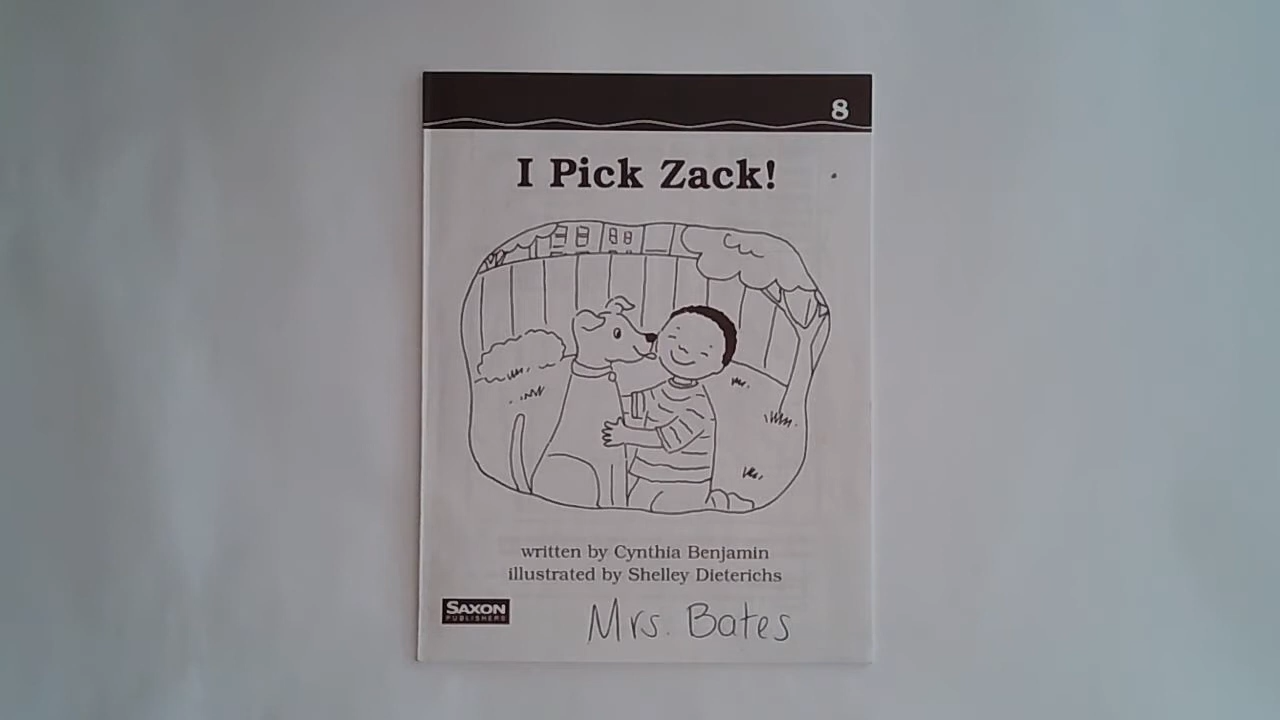 8
I Pick Zack!
written by Cynthia Benjamin
illustrated by Shelley Dieterichs
SAXON
PUBLISHERS
Mrs. Bates